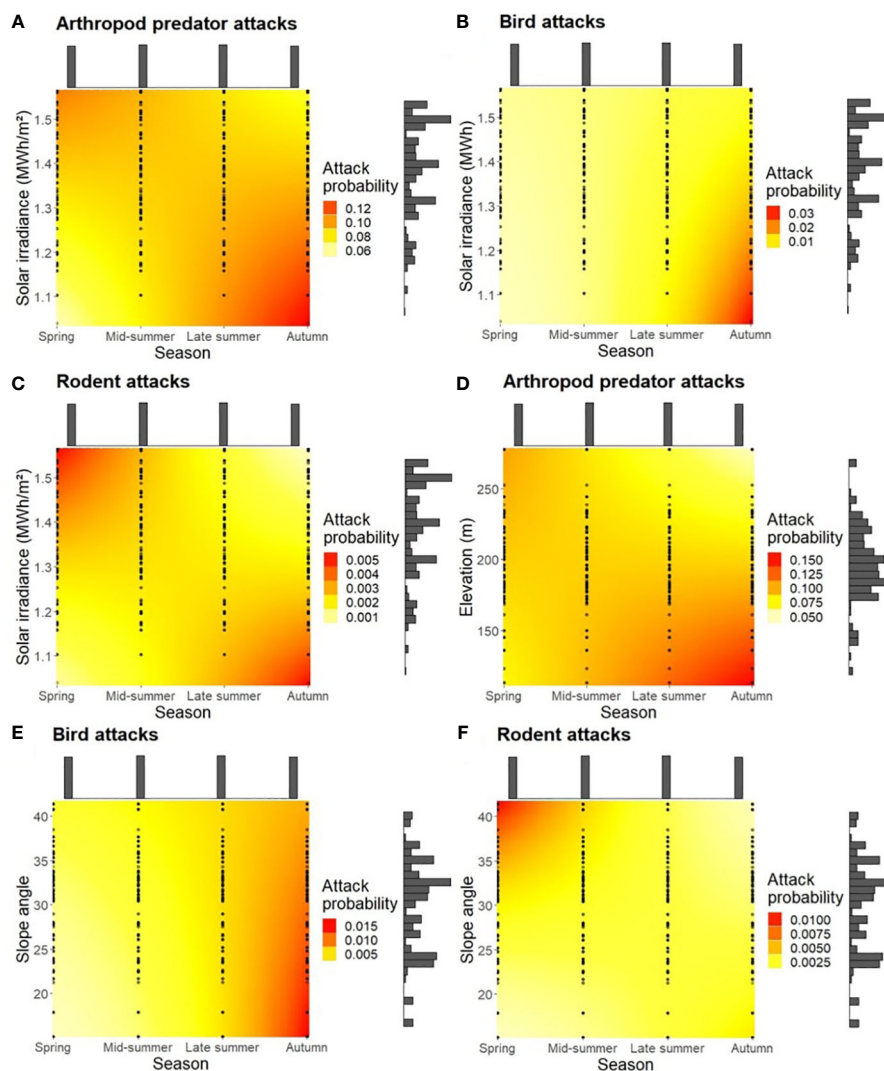 A
Arthropod predator attacks
Solar irradiance (MWh/m²)
1.5
1.4
1.3
1.2
1.1
Spring
Mid-summer
Late summer
Autumn
Season
Attack
probability
0.12
0.10
0.08
0.06
B
Bird attacks
Solar irradiance (MWh)
1.5
1.4
1.3
1.2
1.1
Spring
Mid-summer
Late summer
Autumn
Season
Attack
probability
0.03
0.02
0.01
C
Rodent attacks
Solar irradiance (MWh/m²)
1.5
1.4
1.3
1.2
1.1
Spring
Mid-summer
Late summer
Autumn
Season
Attack
probability
0.005
0.004
0.003
0.002
0.001
D
Arthropod predator attacks
Elevation (m)
250
200
150
Spring
Mid-summer
Late summer
Autumn
Season
Attack
probability
0.150
0.125
0.100
0.075
0.050
E
Bird attacks
Slope angle
40
35
30
25
20
Spring
Mid-summer
Late summer
Autumn
Season
Attack
probability
0.015
0.010
0.005
F
Rodent attacks
Slope angle
40
35
30
25
20
Spring
Mid-summer
Late summer
Autumn
Season
Attack
probability
0.0100
0.0075
0.0050
0.0025